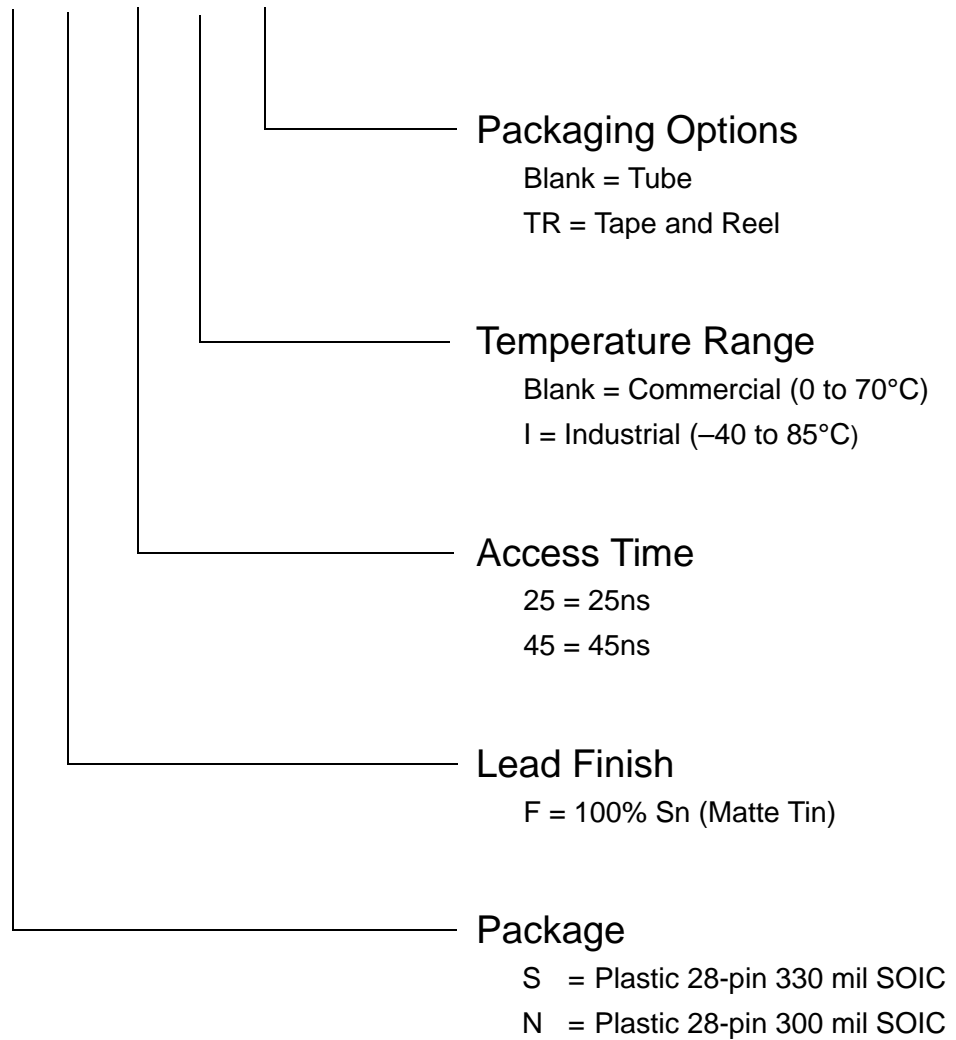 Packaging Options
Blank = Tube
TR = Tape and Reel
Temperature Range
Blank = Commercial (0 to 70°C)
I = Industrial (–40 to 85°C)
Access Time
25 = 25ns
45 = 45ns
Lead Finish
F = 100% Sn (Matte Tin)
Package
S = Plastic 28-pin 330 mil SOIC
N = Plastic 28-pin 300 mil SOIC